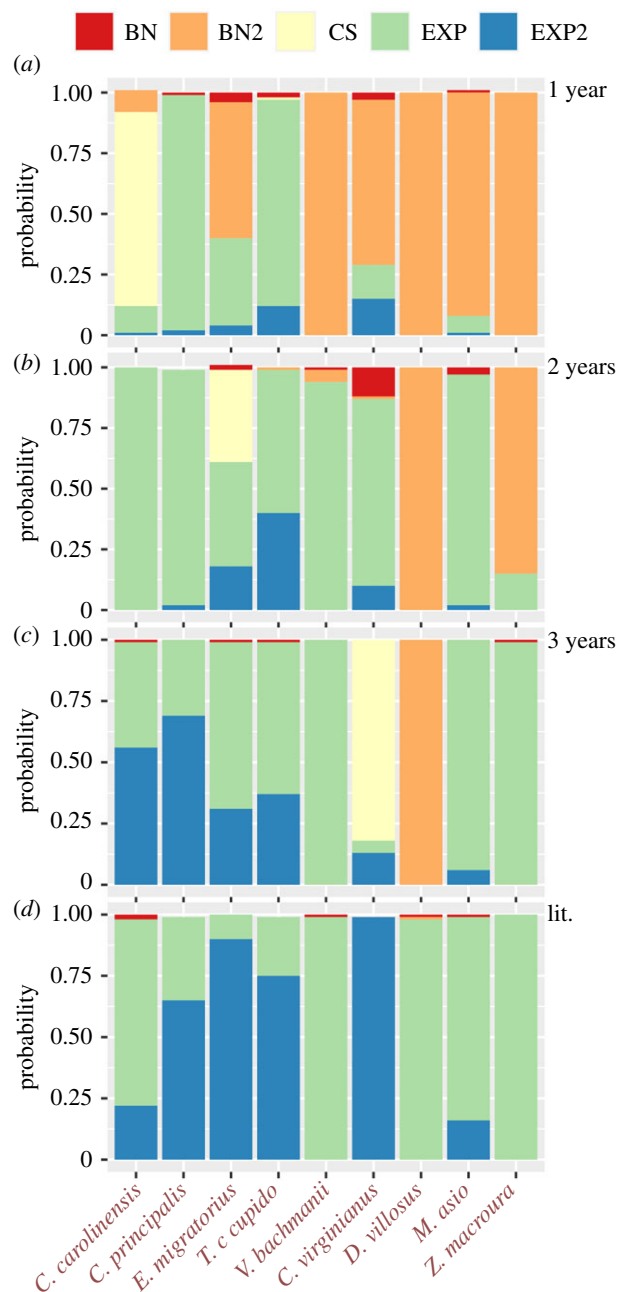 BN BN2 CS EXP EXP2
(a)
1.00
0.75
0.50
0.25
0
probability
1 year
(b)
1.00
0.75
0.50
0.25
0
probability
2 years
(c)
1.00
0.75
0.50
0.25
0
probability
3 years
(d)
1.00
0.75
0.50
0.25
0
probability
lit.
C. carolinensis
C. principalis
E. migratorius
T. c cupido
V. bachmanii
C. virginianus
D. villosus
M. asio
Z. macroura